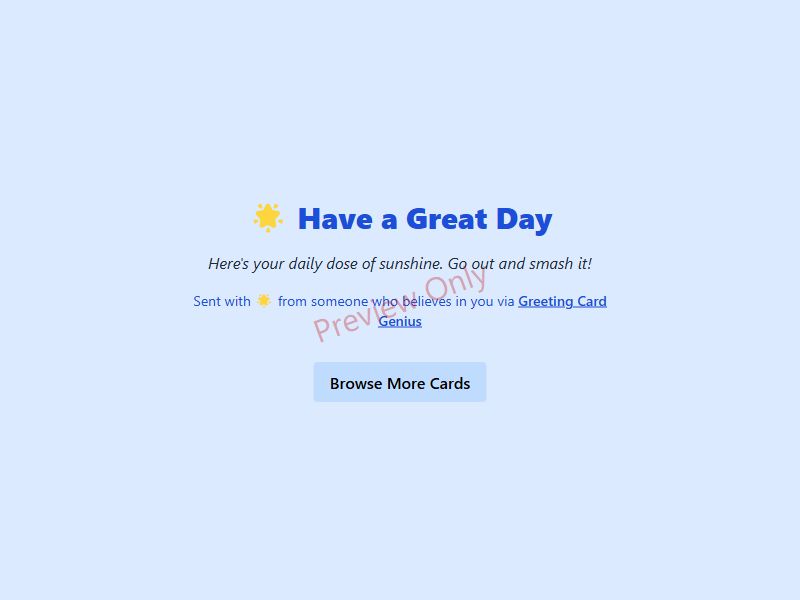 🌟 Have a Great Day
Here's your daily dose of sunshine. Go out and smash it!
Sent with 🌟 from someone who believes in you via Greeting Card
Genius
Preview Only
Browse More Cards